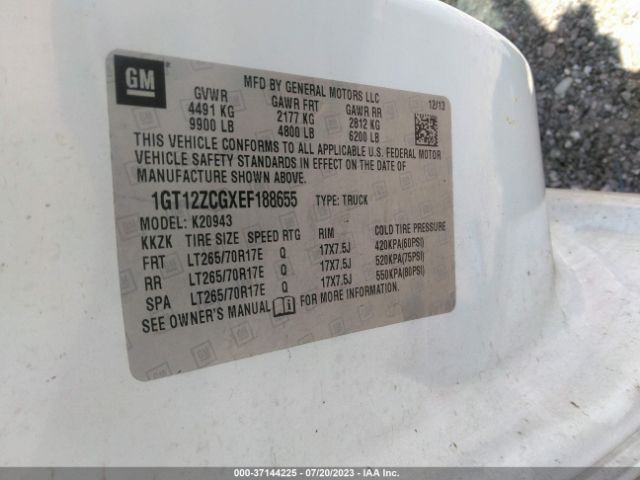 GM
MFD BY GENERAL MOTORS LLC
GVWR GAWR FRT GAWR RR 12/13
4491 KG 2177 KG 2812 KG
9900 LB 4800 LB 6200 LB
THIS VEHICLE CONFORMS TO ALL APPLICABLE U.S. FEDERAL MOTOR
VEHICLE SAFETY STANDARDS IN EFFECT ON THE DATE OF
MANUFACTURE SHOWN ABOVE.
1GT12ZCGXEF188655 TYPE: TRUCK
MODEL: K20943
KKZK TIRE SIZE SPEED RTG RIM COLD TIRE PRESSURE
FRT LT265/70R17E Q 17X7.5J 420KPA(60PSI)
RR LT265/70R17E Q 17X7.5J 520KPA(75PSI)
SPA LT265/70R17E Q 17X7.5J 550KPA(80PSI)
SEE OWNER'S MANUAL FOR MORE INFORMATION.
000-37144225 - 07/20/2023 - IAA Inc.